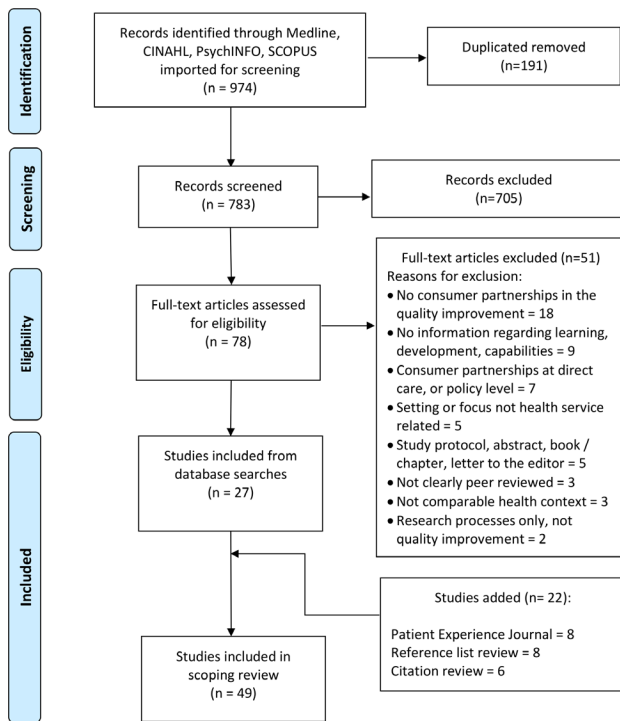 Identification
Records identified through Medline,
CINAHL, PsychINFO, SCOPUS
imported for screening
(n = 974)
Duplicated removed
(n=191)
Screening
Records screened
(n = 783)
Records excluded
(n=705)
Eligibility
Full-text articles assessed
for eligibility
(n = 78)
Full-text articles excluded (n=51)
Reasons for exclusion:
• No consumer partnerships in the
quality improvement = 18
• No information regarding learning,
development, capabilities = 9
• Consumer partnerships at direct
care, or policy level = 7
• Setting or focus not health service
related = 5
• Study protocol, abstract, book /
chapter, letter to the editor = 5
• Not clearly peer reviewed = 3
• Not comparable health context = 3
• Research processes only, not
quality improvement = 2
Included
Studies included from
database searches
(n = 27)
Studies added (n= 22):
Patient Experience Journal = 8
Reference list review = 8
Citation review = 6
Studies included in
scoping review
(n = 49)